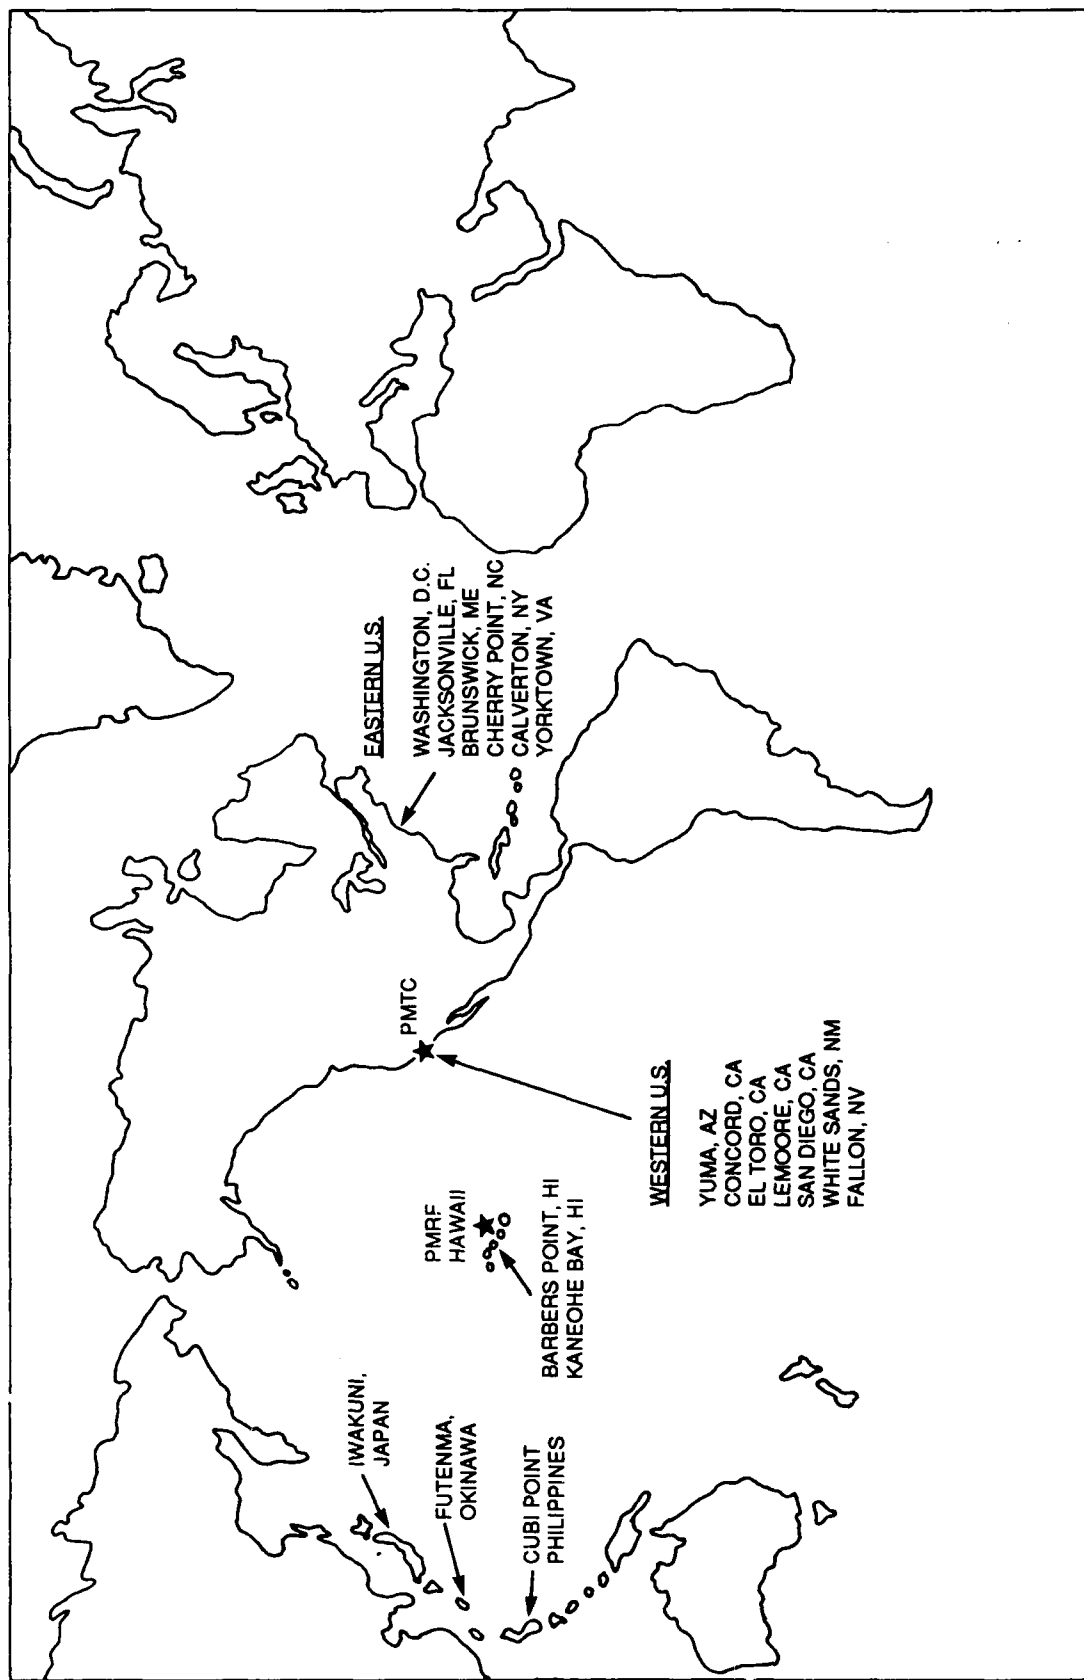 IWAKUNI,
JAPAN
FUTENMA,
OKINAWA
CUBI POINT
PHILIPPINES
PMRF
HAWAII
BARBERS POINT, HI
KANEOHE BAY, HI
PMTC
WESTERN U.S.
YUMA, AZ
CONCORD, CA
EL TORO, CA
LEMOORE, CA
SAN DIEGO, CA
WHITE SANDS, NM
FALLON, NV
EASTERN U.S.
WASHINGTON, D.C.
JACKSONVILLE, FL
BRUNSWICK, ME
CHERRY POINT, NC
CALVERTON, NY
YORKTOWN, VA